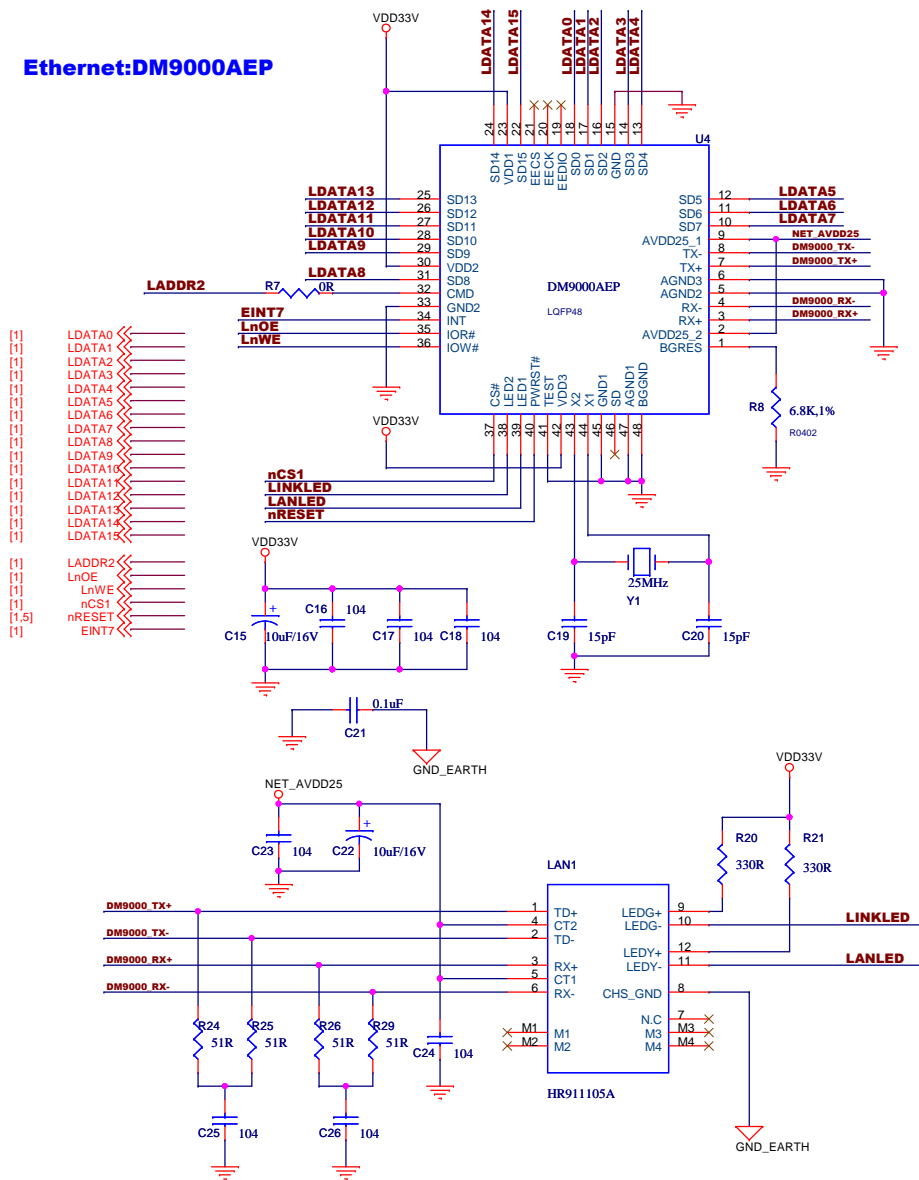 Ethernet:DM9000AEP
VDD33V
LDATA14
LDATA15
LDATA0
LDATA1
LDATA2
LDATA3
LDATA4
24
23
22
21
20
19
18
17
16
15
14
13
U4
SD14
VDD1
SD15
EECS
EECK
EEDIO
SD0
SD1
SD2
GND
SD3
SD4
LDATA13 25 SD13
LDATA12 26 SD12
LDATA11 27 SD11
LDATA10 28 SD10
LDATA9 29 SD9
30 VDD2
LDATA8 31 SD8
LADDR2 R7 0R 32 CMD
33 GND2
EINT7 34 INT
LnOE 35 IOR#
LnWE 36 IOW#
DM9000AEP
LQFP48
SD5 12 LDATA5
SD6 11 LDATA6
SD7 10 LDATA7
AVDD25_1 9 NET_AVDD25
TX- 8 DM9000_TX-
TX+ 7 DM9000_TX+
AGND3 6
AGND2 5
RX- 4 DM9000_RX-
RX+ 3 DM9000_RX+
AVDD25_2 2
BGRES 1
R8 6.8K,1%
R0402
CS#
LED2
LED1
PWRST#
TEST
VDD3
X2
X1
GND1
SD
AGND1
BGGND
37
38
39
40
41
42
43
44
45
46
47
48
VDD33V
nCS1
LINKLED
LANLED
nRESET
[1] LDATA0
[1] LDATA1
[1] LDATA2
[1] LDATA3
[1] LDATA4
[1] LDATA5
[1] LDATA6
[1] LDATA7
[1] LDATA8
[1] LDATA9
[1] LDATA10
[1] LDATA11
[1] LDATA12
[1] LDATA13
[1] LDATA14
[1] LDATA15
[1] LADDR2
[1] LnOE
[1] LnWE
[1] nCS1
[1,5] nRESET
[1] EINT7
VDD33V
C15 10uF/16V
C16 104
C17 104
C18 104
25MHz
Y1
C19 15pF
C20 15pF
0.1uF
C21
GND_EARTH
NET_AVDD25
C23 104
C22 10uF/16V
VDD33V
R20 330R
R21 330R
LAN1
DM9000_TX+ 1 TD+
4 CT2
DM9000_TX- 2 TD-
DM9000_RX+ 3 RX+
5 CT1
DM9000_RX- 6 RX-
M1 M1
M2 M2
LEDG+ 9
LEDG- 10 LINKLED
LEDY+ 12
LEDY- 11 LANLED
CHS_GND 8
N.C 7
M3 M3
M4 M4
HR911105A
R24 51R
R25 51R
R26 51R
R29 51R
C24 104
C25 104
C26 104
GND_EARTH